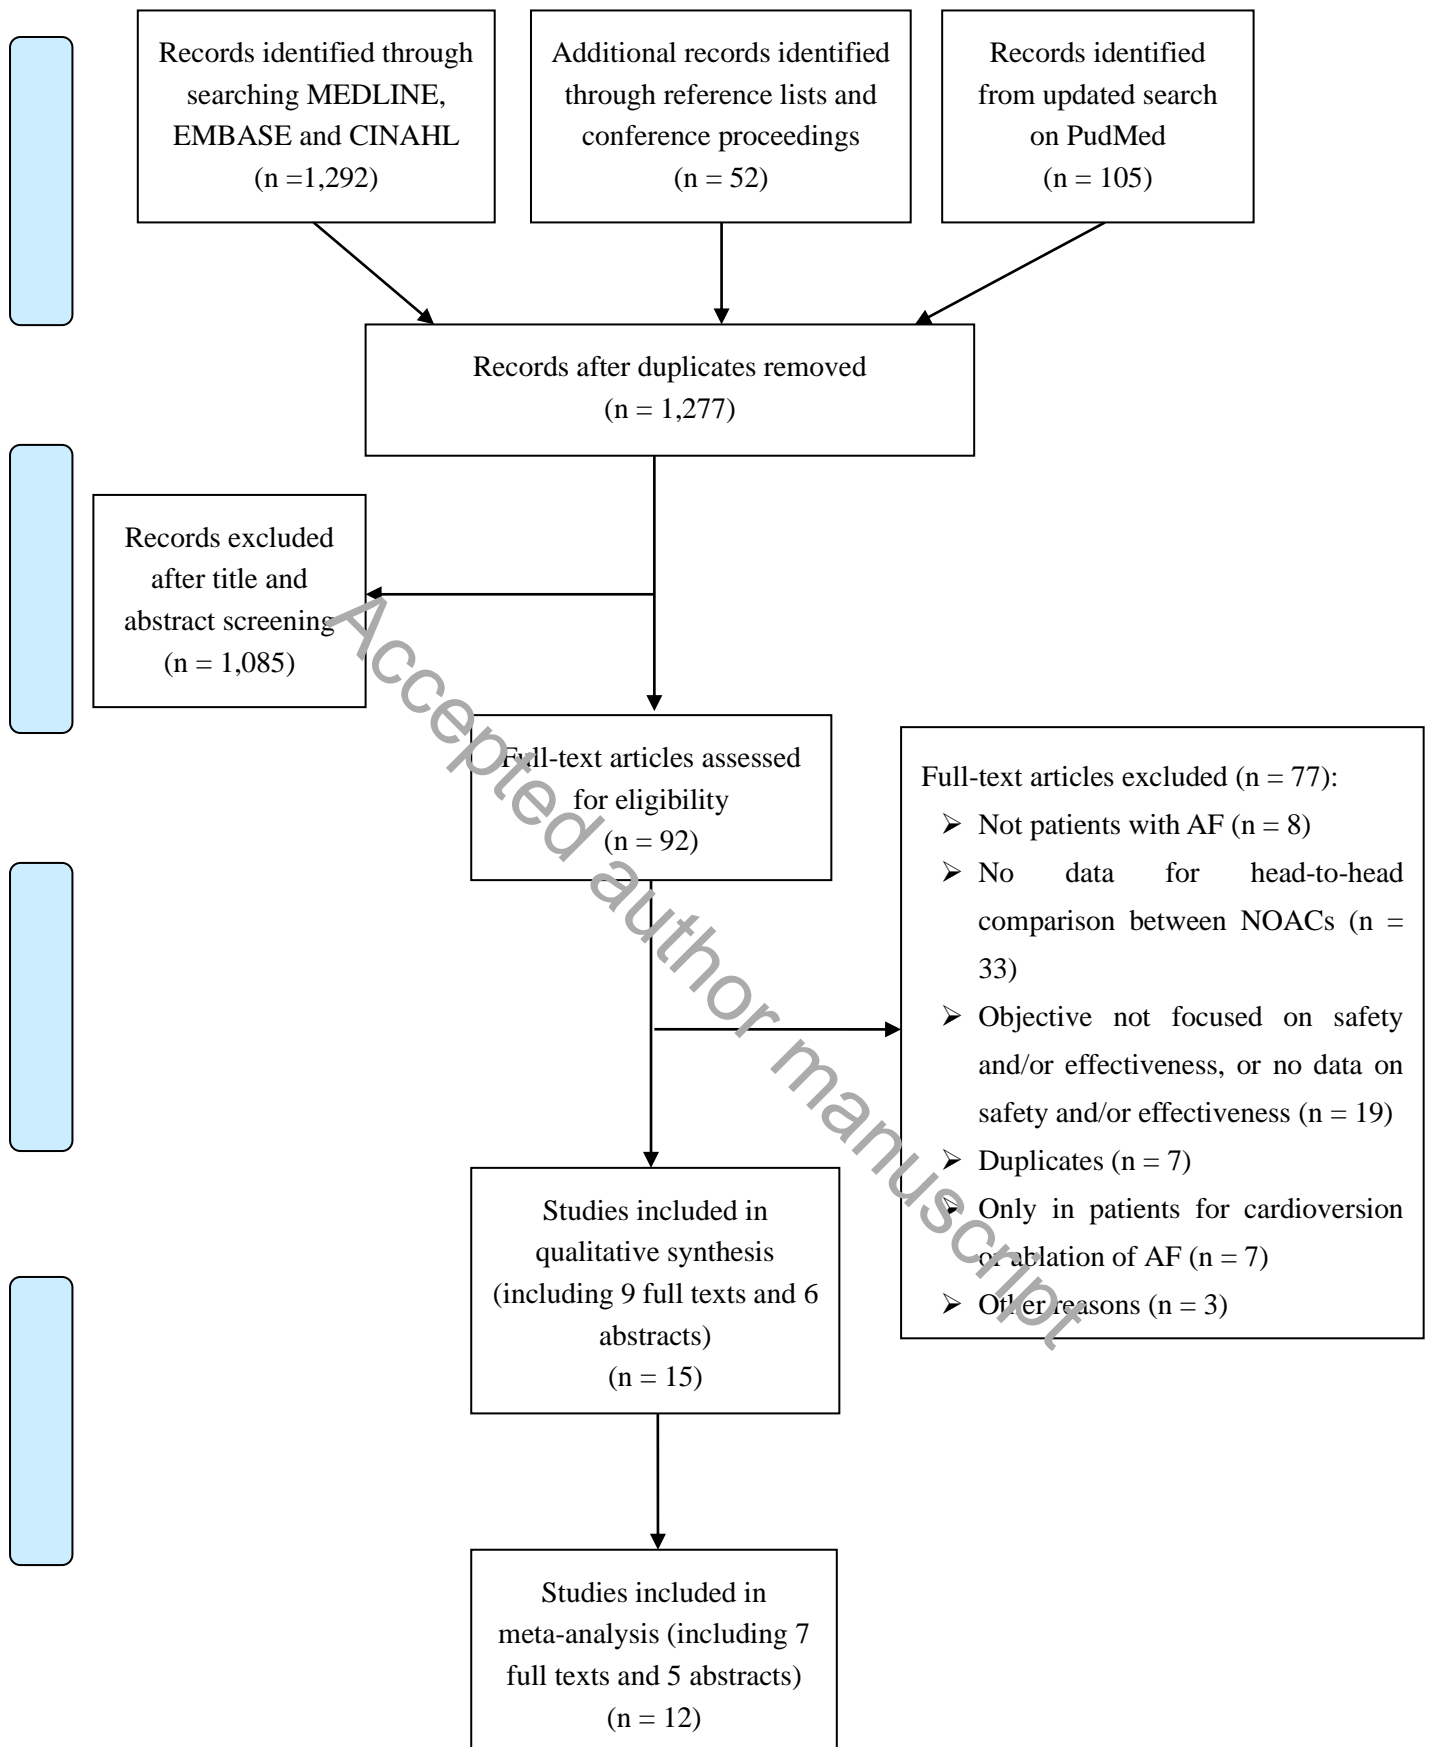 Records identified through
searching MEDLINE,
EMBASE and CINAHL
(n =1,292)
Additional records identified
through reference lists and
conference proceedings
(n = 52)
Records identified
from updated search
on PudMed
(n = 105)
Records after duplicates removed
(n = 1,277)
Records excluded
after title and
abstract screening
(n = 1,085)
Full-text articles assessed
for eligibility
(n = 92)
Full-text articles excluded (n = 77):
➢ Not patients with AF (n = 8)
➢ No data for head-to-head
comparison between NOACs (n =
33)
➢ Objective not focused on safety
and/or effectiveness, or no data on
safety and/or effectiveness (n = 19)
➢ Duplicates (n = 7)
➢ Only in patients for cardioversion
or ablation of AF (n = 7)
➢ Other reasons (n = 3)
Studies included in
qualitative synthesis
(including 9 full texts and 6
abstracts)
(n = 15)
Studies included in
meta-analysis (including 7
full texts and 5 abstracts)
(n = 12)
Accepted author manuscript